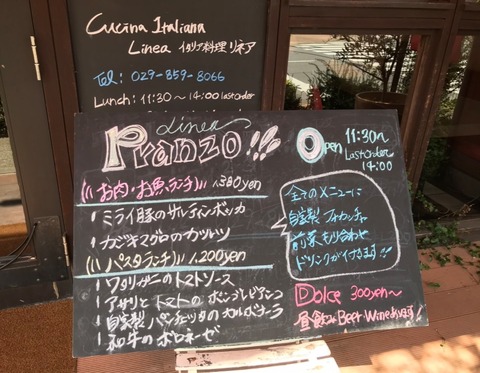 Cucina Italiana
Linea イタリア料理リネア
Tel: 029-859-8066
Lunch: 11:30～14:00 Last order
Linea
Pranzo!!
Open 11:30～
Last Order
14:00
お肉・お魚ランチ 1.380yen
ミライ豚のサルティンボッカ
カジキマグロのカツレツ
パスタランチ 1.200yen
ワタリガニのトマトソース
アサリとトマトのボンゴレビアンコ
自家製パンチェッタのカルボナーラ
和牛のボロネーゼ
全てのメニューに
自家製フォカッチャ
前菜もり合わせ
ドリンクが付きます!!
Dolce 300yen～
昼飲み Beer Wineあります!